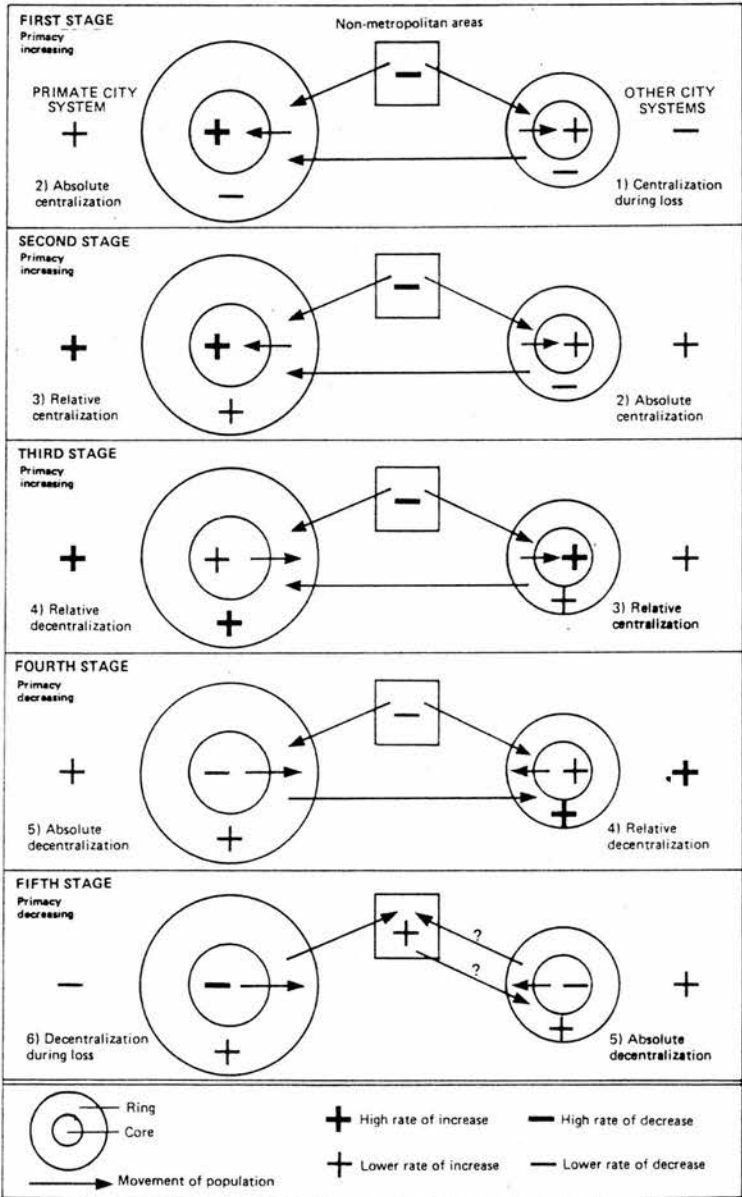 FIRST STAGE
Primacy
increasing
Non-metropolitan areas
PRIMATE CITY
SYSTEM
OTHER CITY
SYSTEMS
2) Absolute
centralization
1) Centralization
during loss
SECOND STAGE
Primacy
increasing
3) Relative
centralization
2) Absolute
centralization
THIRD STAGE
Primacy
increasing
4) Relative
decentralization
3) Relative
centralization
FOURTH STAGE
Primacy
decreasing
5) Absolute
decentralization
4) Relative
decentralization
FIFTH STAGE
Primacy
decreasing
?
?
6) Decentralization
during loss
5) Absolute
decentralization
Ring
Core
Movement of population
High rate of increase
High rate of decrease
Lower rate of increase
Lower rate of decrease